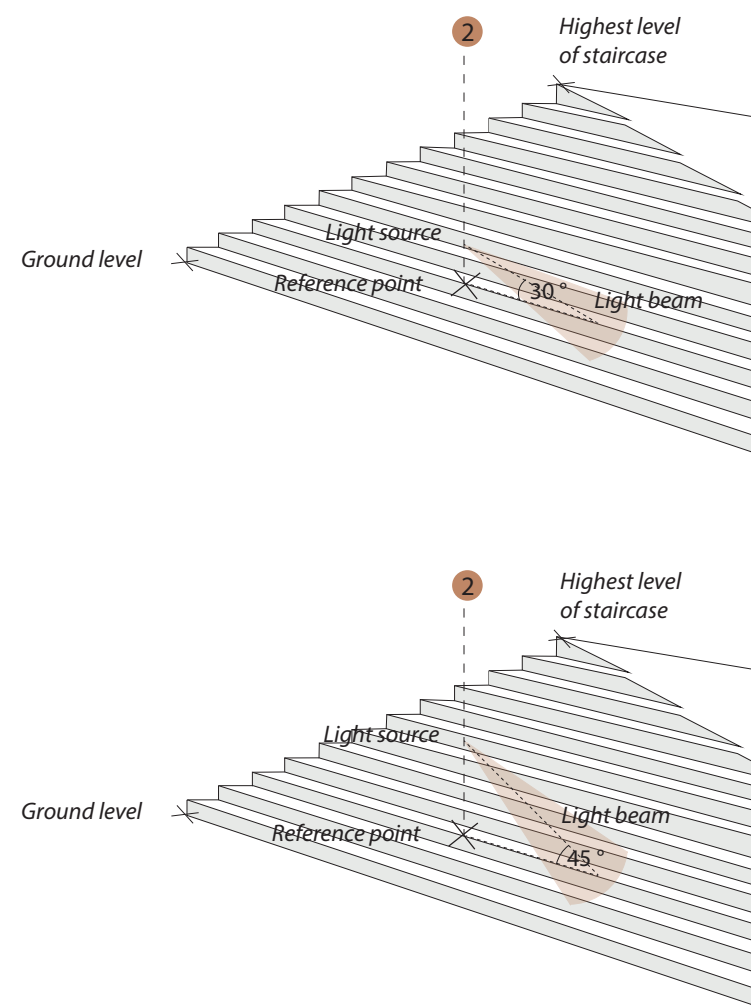 2
Highest level
of staircase
Light source
Ground level
Reference point
30 °
Light beam
2
Highest level
of staircase
Light source
Light beam
Ground level
Reference point
45 °